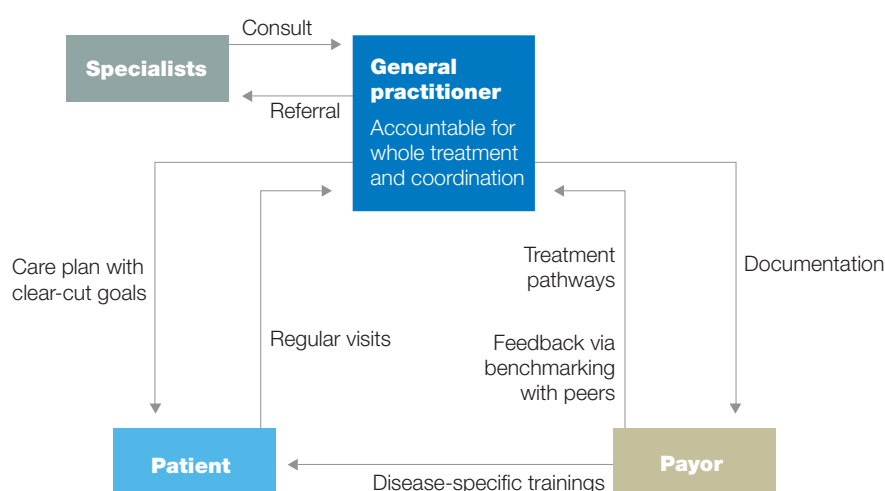 Consult
Specialists
General
practitioner
Referral
Accountable for
whole treatment
and coordination
Care plan with
clear-cut goals
Treatment
pathways
Documentation
Regular visits
Feedback via
benchmarking
with peers
Patient
Payor
Disease-specific trainings